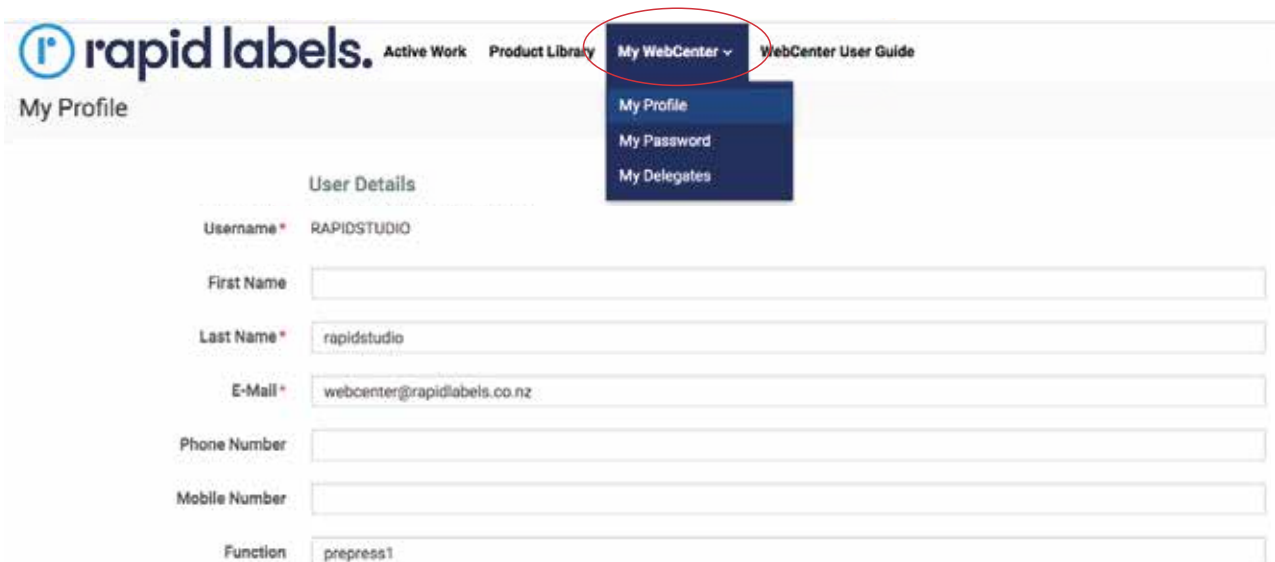 rapid labels. Active Work Product Library My WebCenter WebCenter User Guide
My Profile
My Profile
My Password
My Delegates
User Details
Username* RAPIDSTUDIO
First Name
Last Name* rapidstudio
E-Mail* webcenter@rapidlabels.co.nz
Phone Number
Mobile Number
Function prepress1